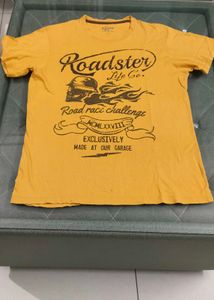 Roadster
Life Co.
Road race challenge
MCMLXXVIII
EXCLUSIVELY
MADE AT OUR GARAGE